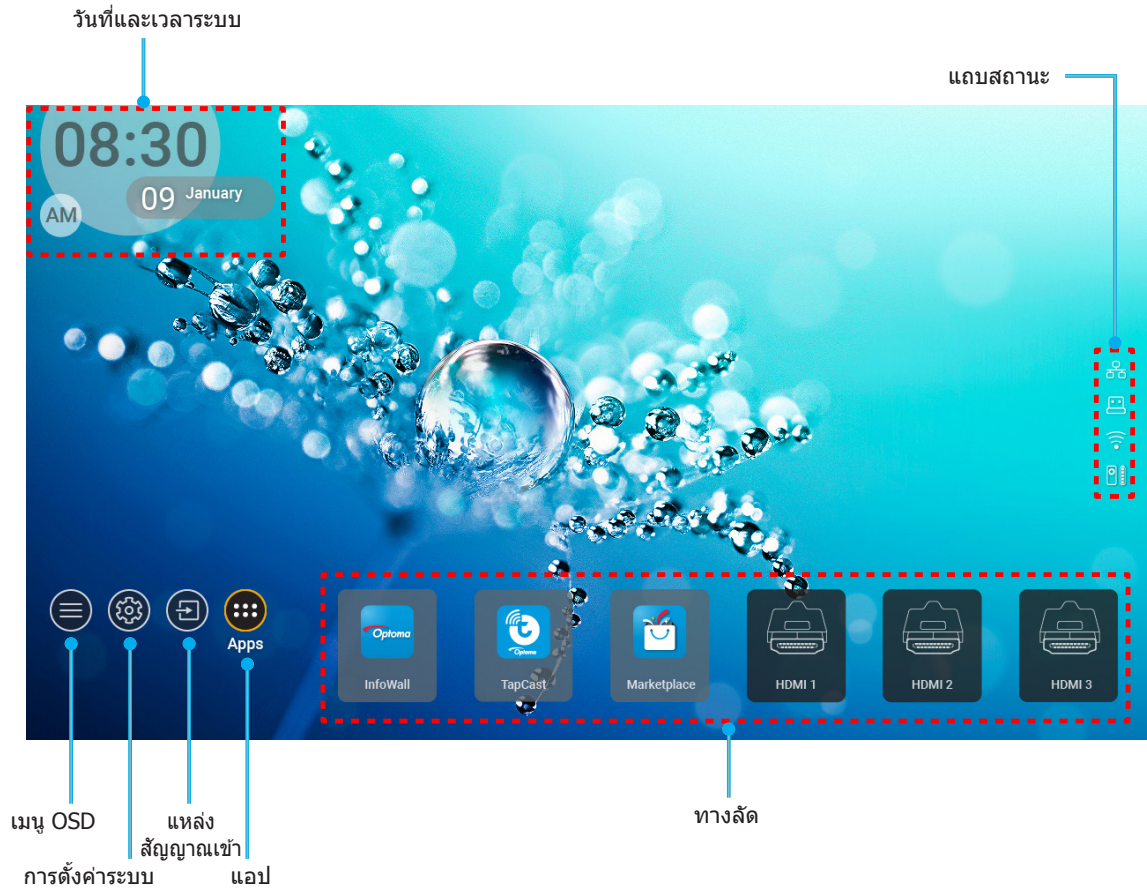 วันที่และเวลาระบบ
แถบสถานะ
08:30
09 January
AM
Apps
Optoma
InfoWall
Optoma
TapCast
Marketplace
HDMI 1
HDMI 2
HDMI 3
เมนู OSD
การตั้งค่าระบบ
แหล่ง
สัญญาณเข้า
แอป
ทางลัด